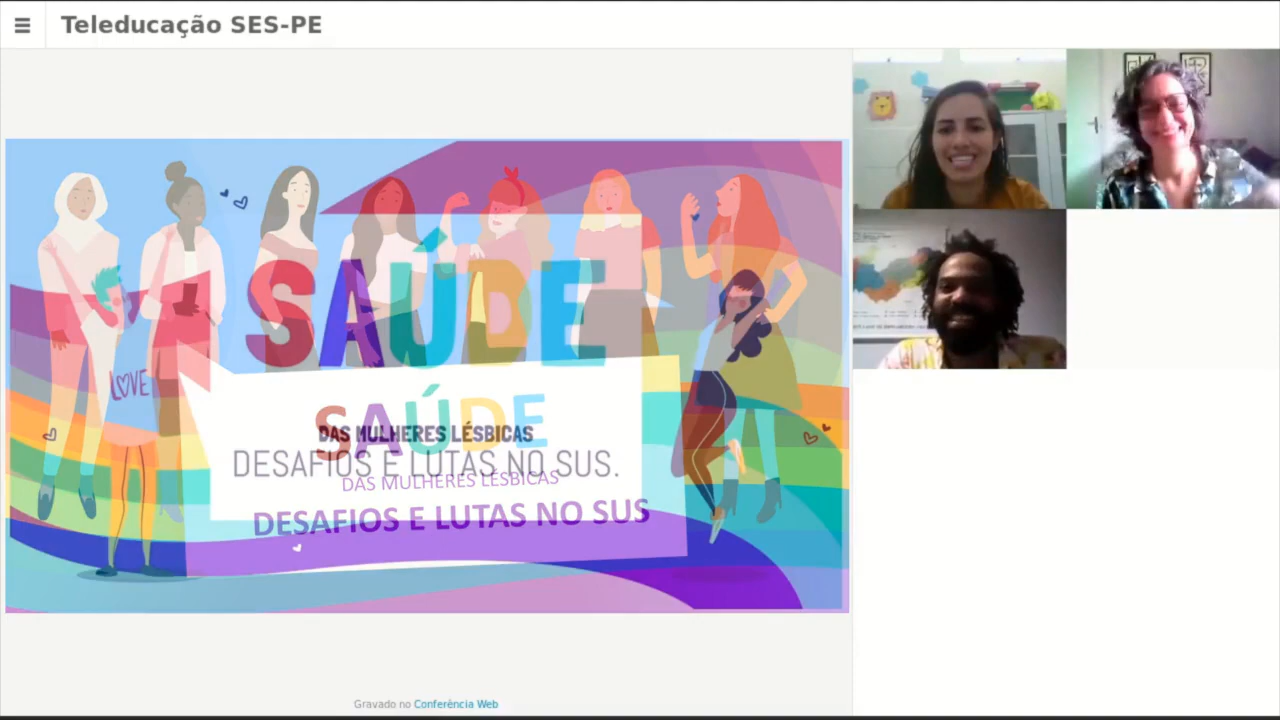 Teleducação SES-PE
SAÚDE
LOVE
SAÚDE
DAS MULHERES LÉSBICAS
DESAFIOS E LUTAS NO SUS.
DAS MULHERES LÉSBICAS
DESAFIOS E LUTAS NO SUS
Gravado no Conferência Web